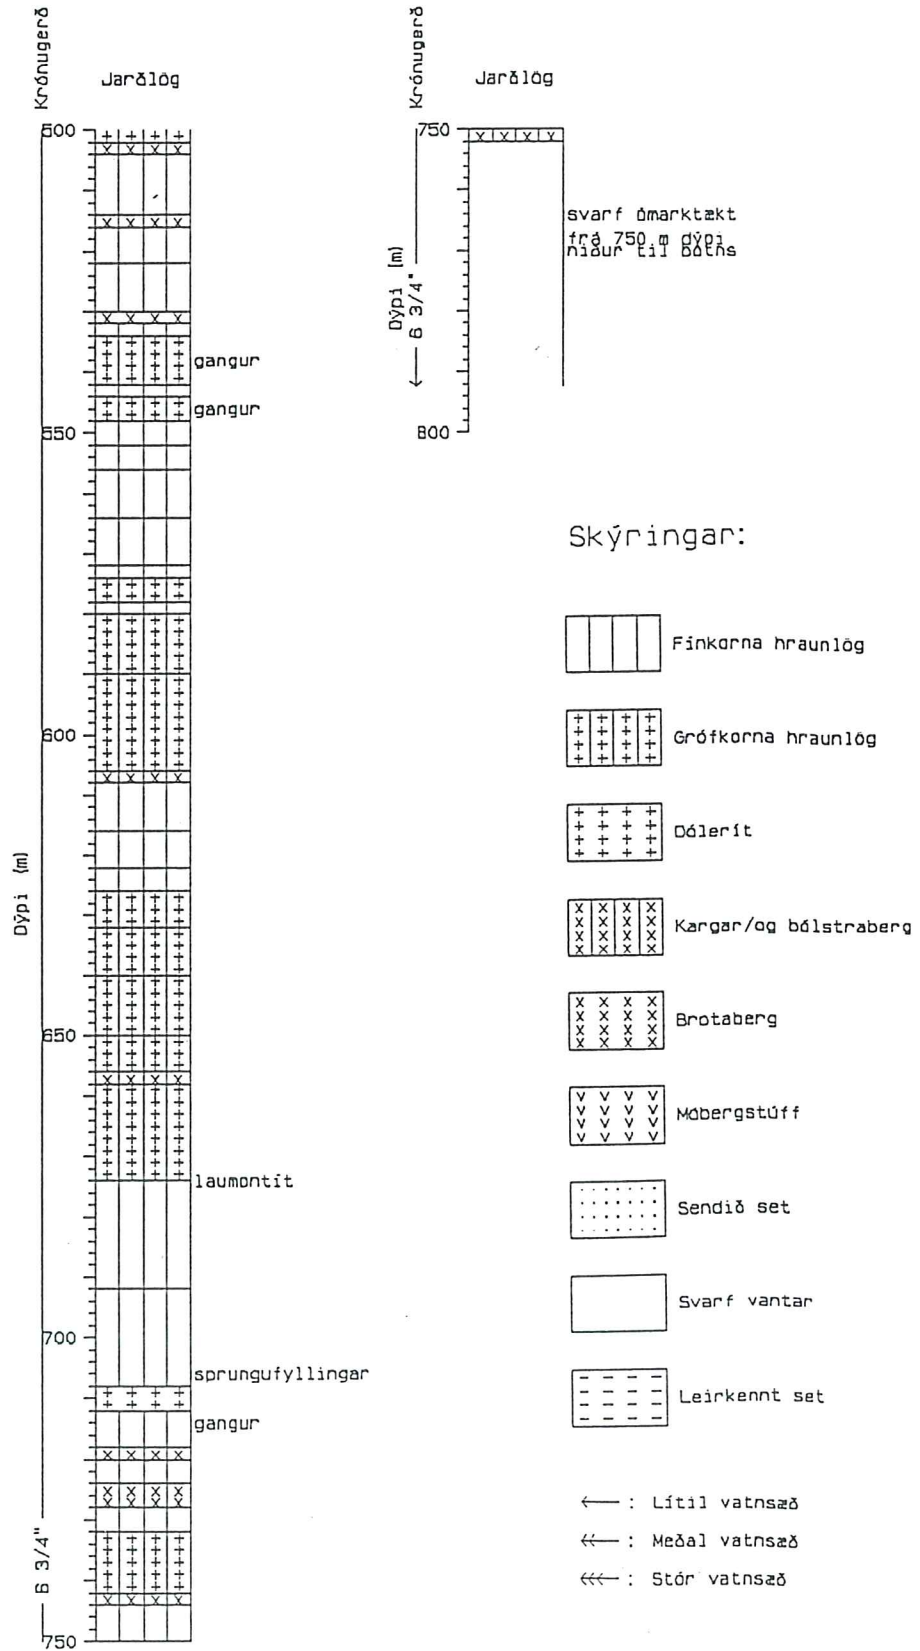 Krónugerð
Jarðlög
500
gangur
gangur
550
600
Dýpi (m)
650
laumontít
700
sprungufyllingar
gangur
6 3/4"
750
Krónugerð
Jarðlög
750
svarf ómarktækt
frá 750 m dýpi
niður til botns
Dýpi (m)
6 3/4"
800
Skýringar:
Fínkorna hraunlög
Grófkorna hraunlög
Dólerít
Kargar/og bólstraberg
Brotaberg
Móbergstúff
Sendið set
Svarf vantar
Leirkennt set
: Lítil vatnsæð
: Meðal vatnsæð
: Stór vatnsæð